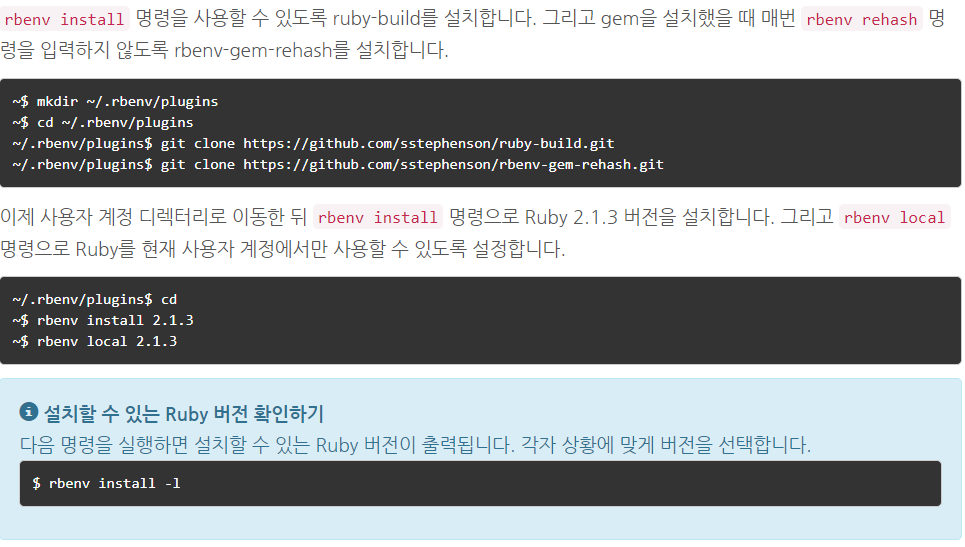 rbenv install 명령을 사용할 수 있도록 ruby-build를 설치합니다. 그리고 gem을 설치했을 때 매번 rbenv rehash 명
령을 입력하지 않도록 rbenv-gem-rehash를 설치합니다.
~$ mkdir ~/.rbenv/plugins
~$ cd ~/.rbenv/plugins
~/.rbenv/plugins$ git clone https://github.com/sstephenson/ruby-build.git
~/.rbenv/plugins$ git clone https://github.com/sstephenson/rbenv-gem-rehash.git
이제 사용자 계정 디렉터리로 이동한 뒤 rbenv install 명령으로 Ruby 2.1.3 버전을 설치합니다. 그리고 rbenv local
명령으로 Ruby를 현재 사용자 계정에서만 사용할 수 있도록 설정합니다.
~/.rbenv/plugins$ cd
~$ rbenv install 2.1.3
~$ rbenv local 2.1.3
설치할 수 있는 Ruby 버전 확인하기
다음 명령을 실행하면 설치할 수 있는 Ruby 버전이 출력됩니다. 각자 상황에 맞게 버전을 선택합니다.
$ rbenv install -l